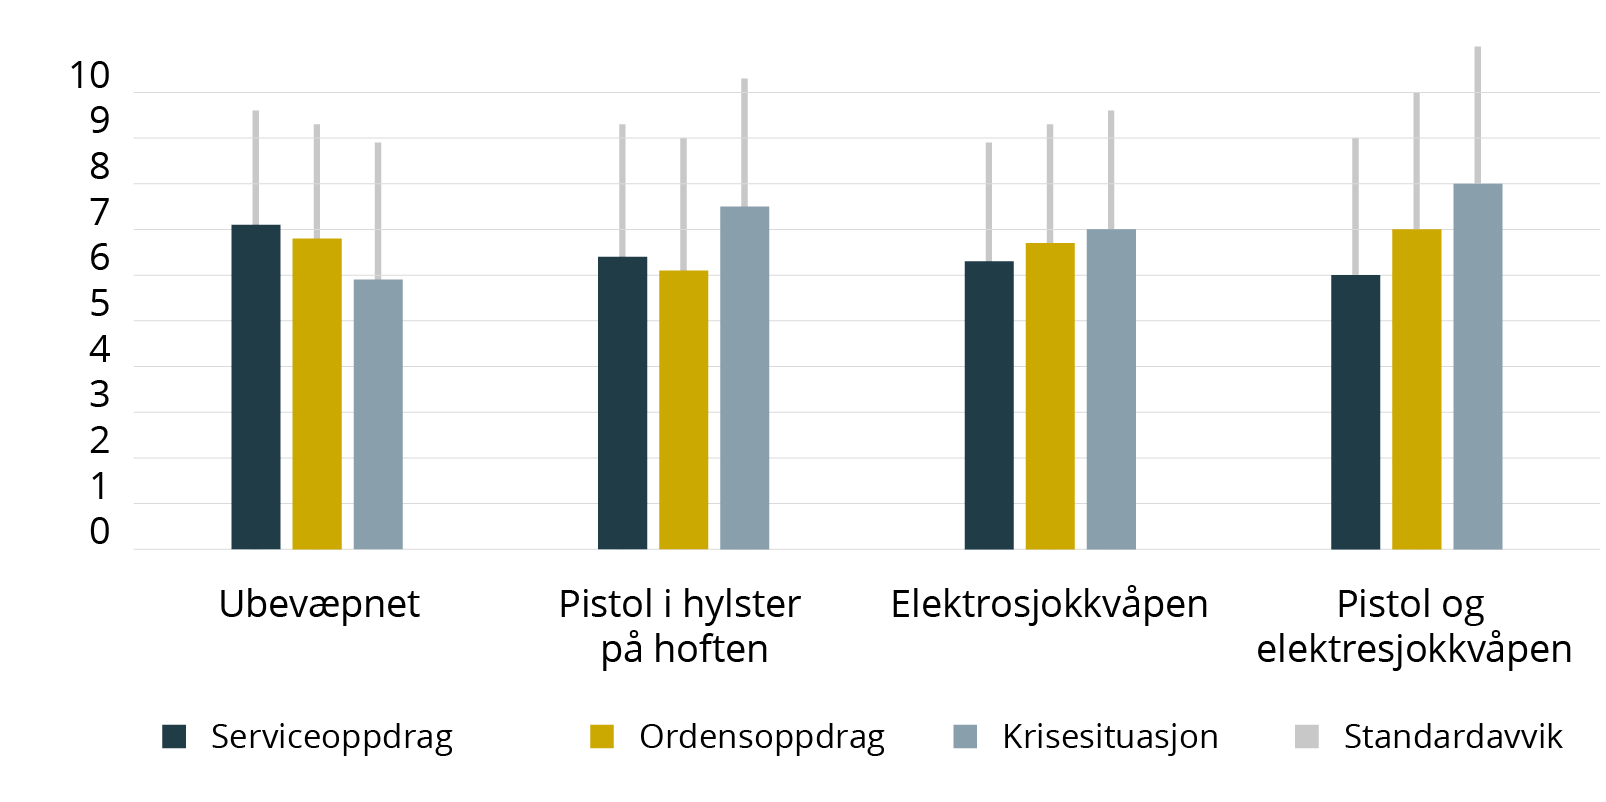 10
9
8
7
6
5
4
3
2
1
0
Ubevæpnet
Pistol i hylster
på hoften
Elektrosjokkvåpen
Pistol og
elektresjokkvåpen
Serviceoppdrag
Ordensoppdrag
Krisesituasjon
Standardavvik